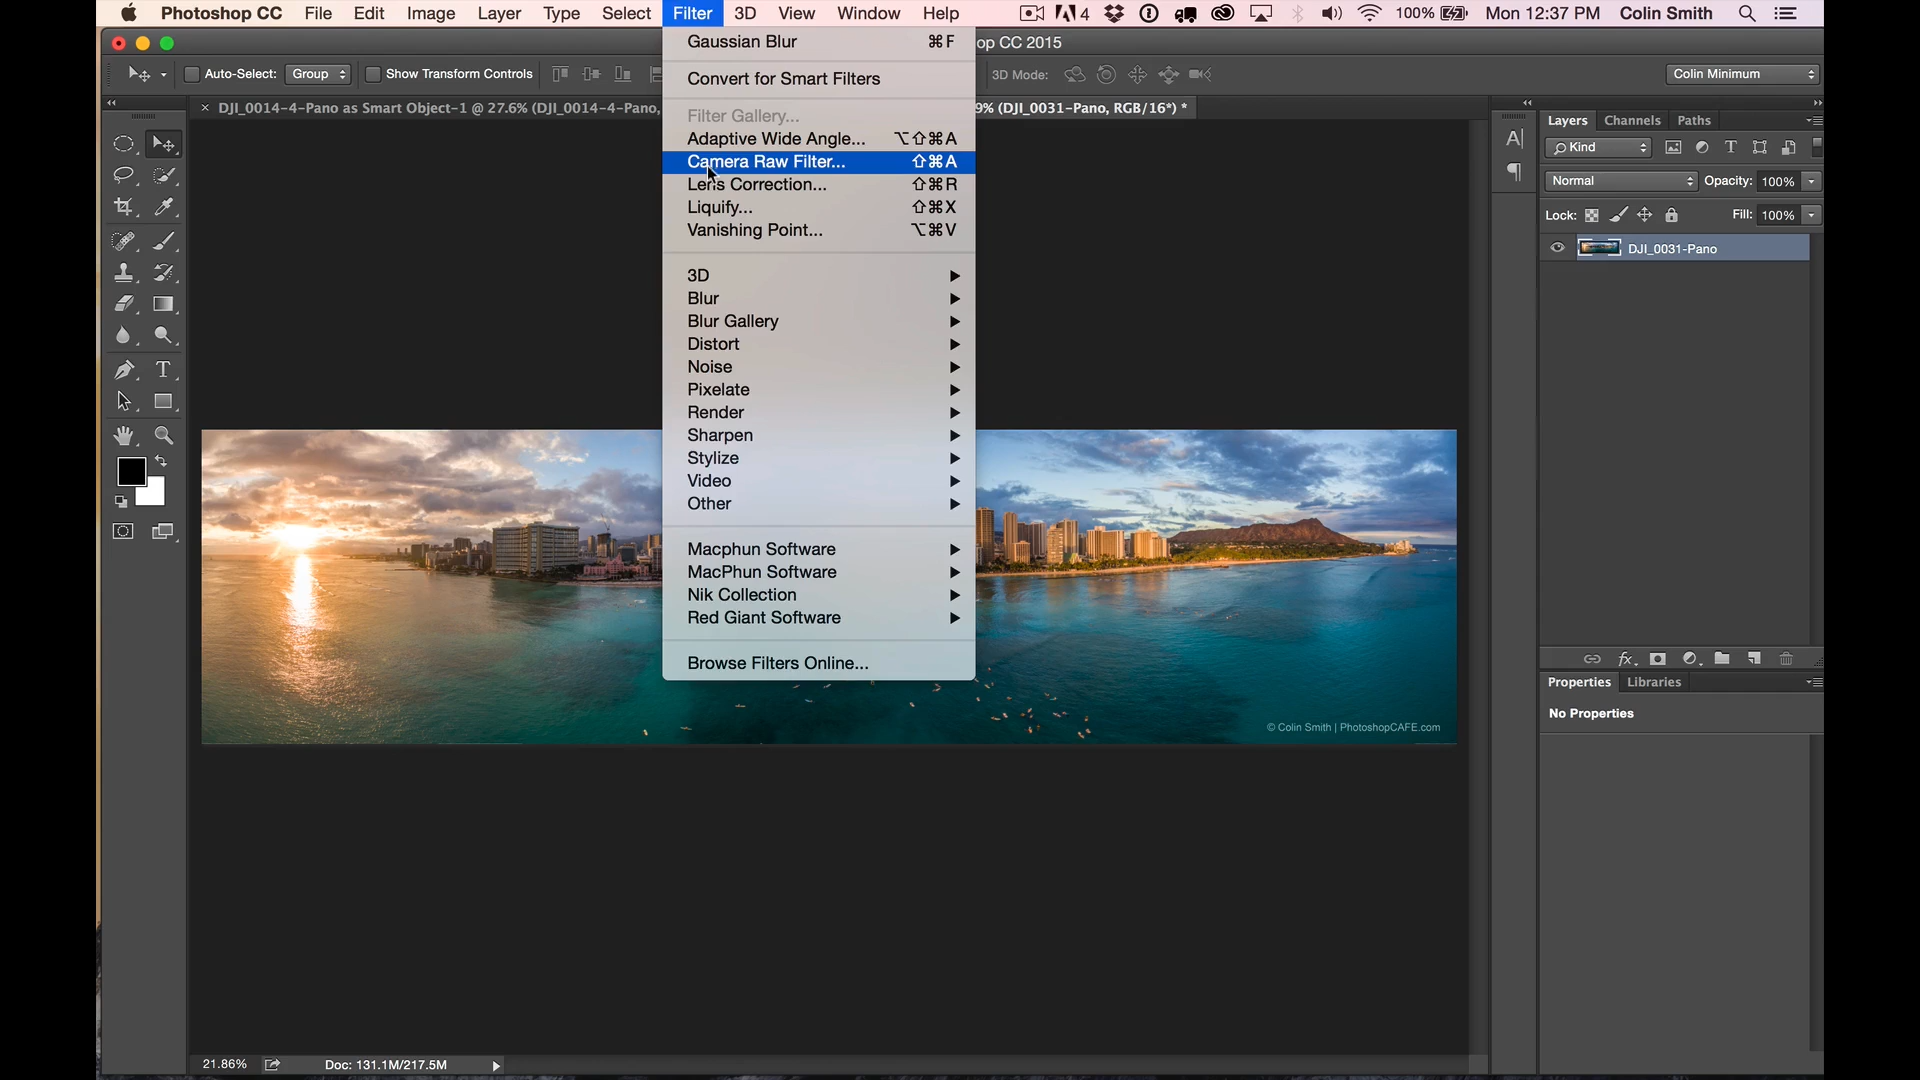 Photoshop CC File Edit Image Layer Type Select Filter 3D View Window Help 4 100% Mon 12:37 PM Colin Smith
op CC 2015
Auto-Select: Group Show Transform Controls 3D Mode: Colin Minimum
× DJI_0014-4-Pano as Smart Object-1 @ 27.6% (DJI_0014-4-Pano, 9% (DJI_0031-Pano, RGB/16*) *
Gaussian Blur ⌘F
Convert for Smart Filters
Filter Gallery...
Adaptive Wide Angle... ⌥⇧⌘A
Camera Raw Filter... ⇧⌘A
Lens Correction... ⇧⌘R
Liquify... ⇧⌘X
Vanishing Point... ⌥⌘V
3D
Blur
Blur Gallery
Distort
Noise
Pixelate
Render
Sharpen
Stylize
Video
Other
Macphun Software
MacPhun Software
Nik Collection
Red Giant Software
Browse Filters Online...
Layers Channels Paths
Kind
Normal Opacity: 100%
Lock: Fill: 100%
DJI_0031-Pano
fx
Properties Libraries
No Properties
© Colin Smith | PhotoshopCAFE.com
21.86% Doc: 131.1M/217.5M